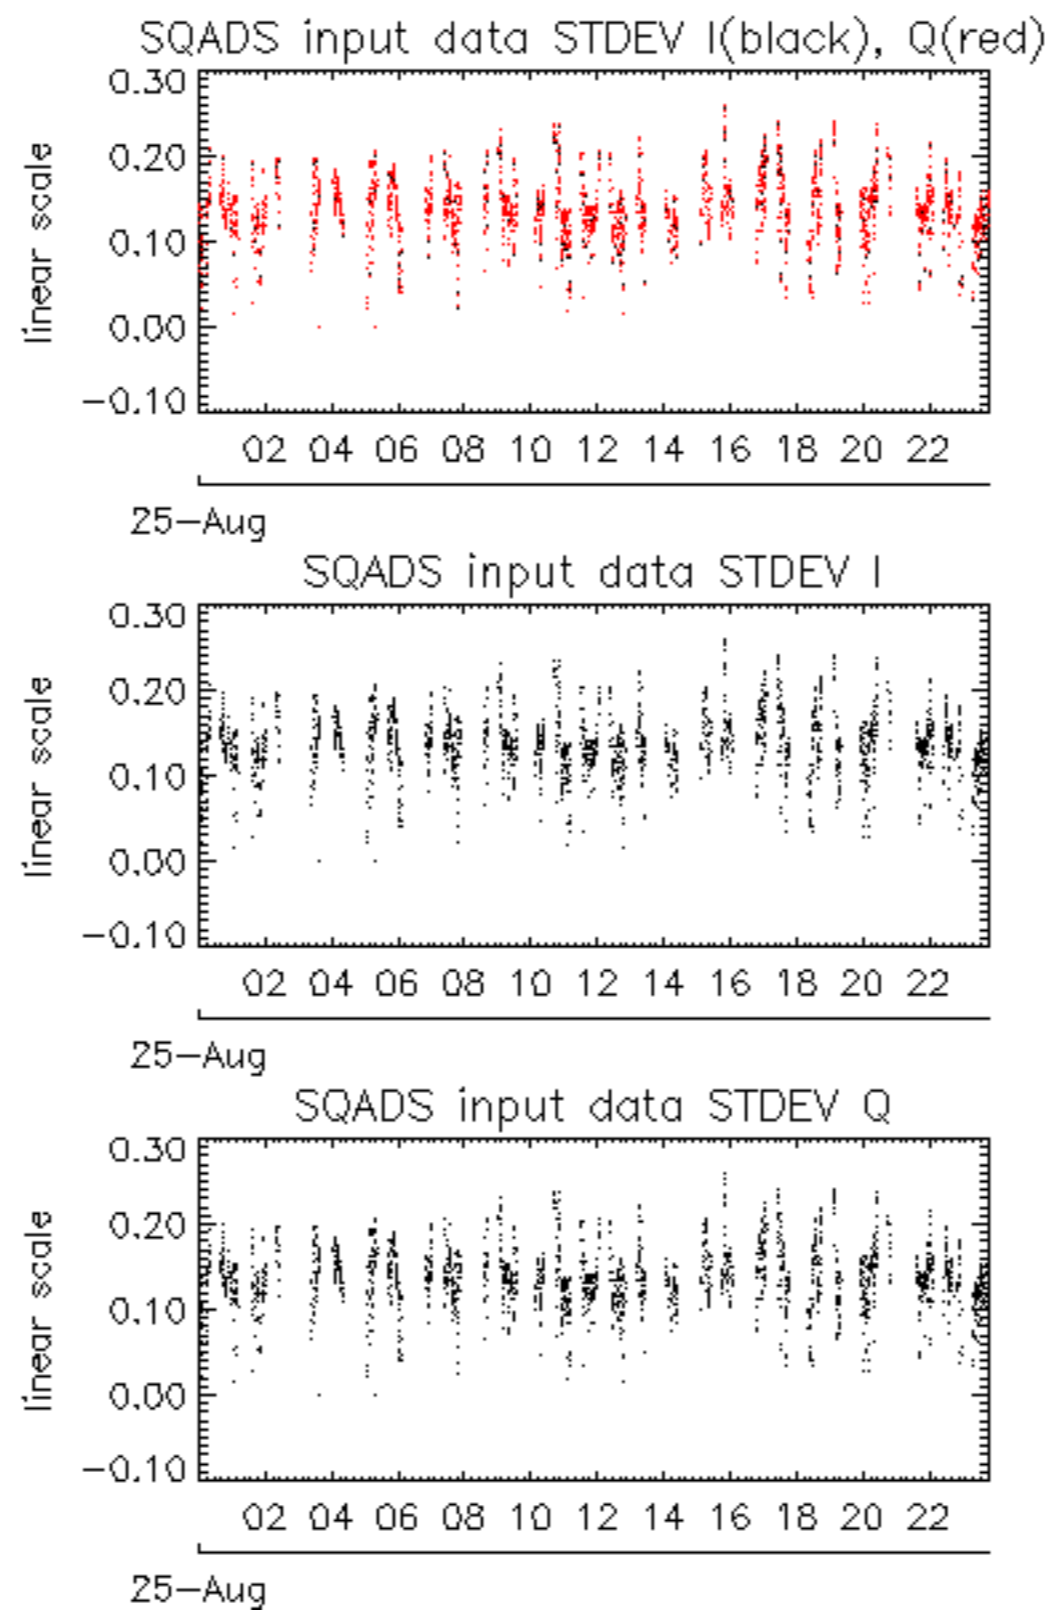 SQADS input data STDEV I(black), Q(red)
0.30
0.20
0.10
0.00
-0.10
linear scale
02 04 06 08 10 12 14 16 18 20 22
25-Aug
SQADS input data STDEV I
0.30
0.20
0.10
0.00
-0.10
linear scale
02 04 06 08 10 12 14 16 18 20 22
25-Aug
SQADS input data STDEV Q
0.30
0.20
0.10
0.00
-0.10
linear scale
02 04 06 08 10 12 14 16 18 20 22
25-Aug